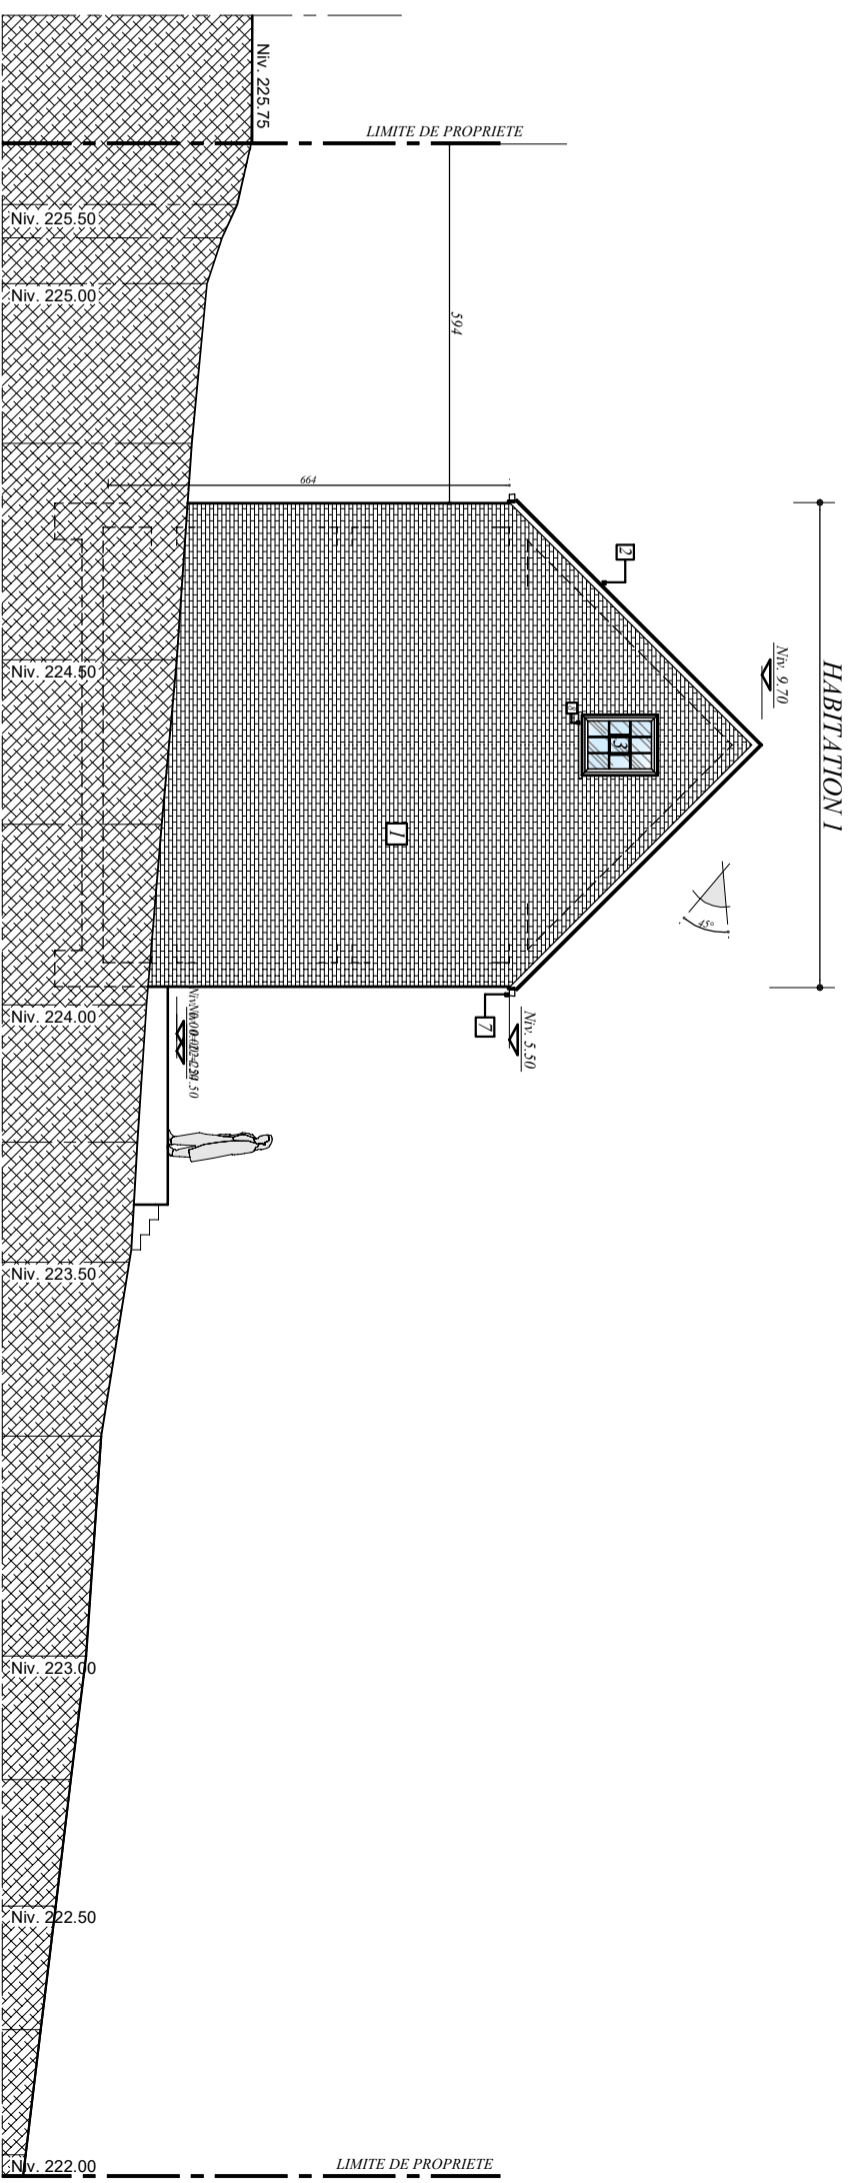 Niv. 225.75
LIMITE DE PROPRIETE
Niv. 225.50
Niv. 225.00
594
664
2
Niv. 9.70
HABITATION 1
Niv. 224.50
3
1
45°
Niv. 224.00
7
Niv. 5.50
Niv. 223.50
Niv. 223.00
Niv. 222.50
Niv. 222.00
LIMITE DE PROPRIETE